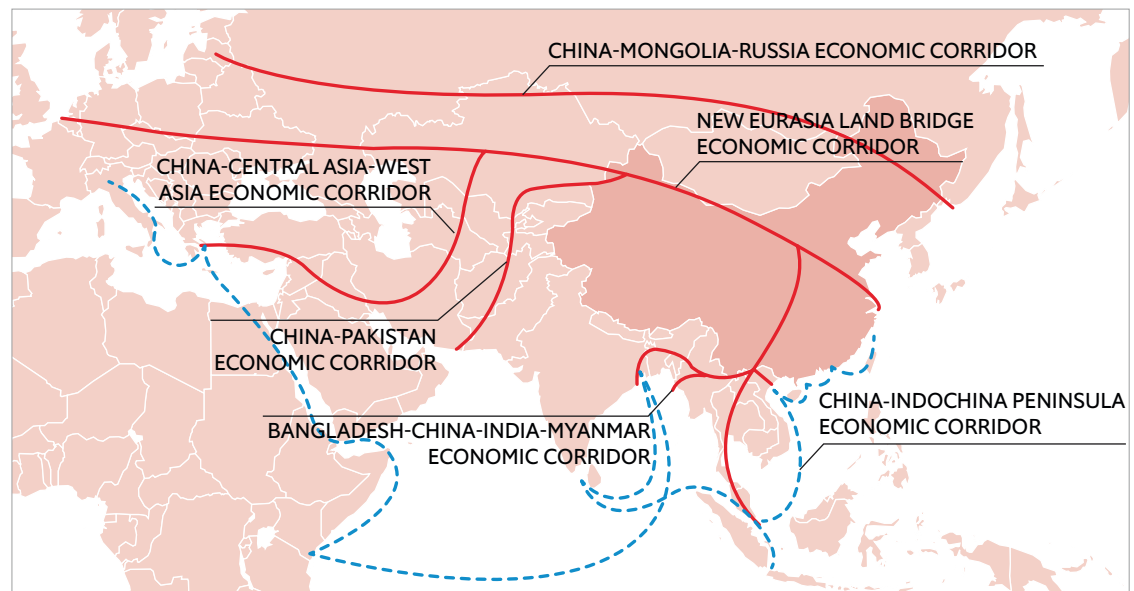 CHINA-MONGOLIA-RUSSIA ECONOMIC CORRIDOR
NEW EURASIA LAND BRIDGE
ECONOMIC CORRIDOR
CHINA-CENTRAL ASIA-WEST
ASIA ECONOMIC CORRIDOR
CHINA-PAKISTAN
ECONOMIC CORRIDOR
CHINA-INDOCHINA PENINSULA
ECONOMIC CORRIDOR
BANGLADESH-CHINA-INDIA-MYANMAR
ECONOMIC CORRIDOR